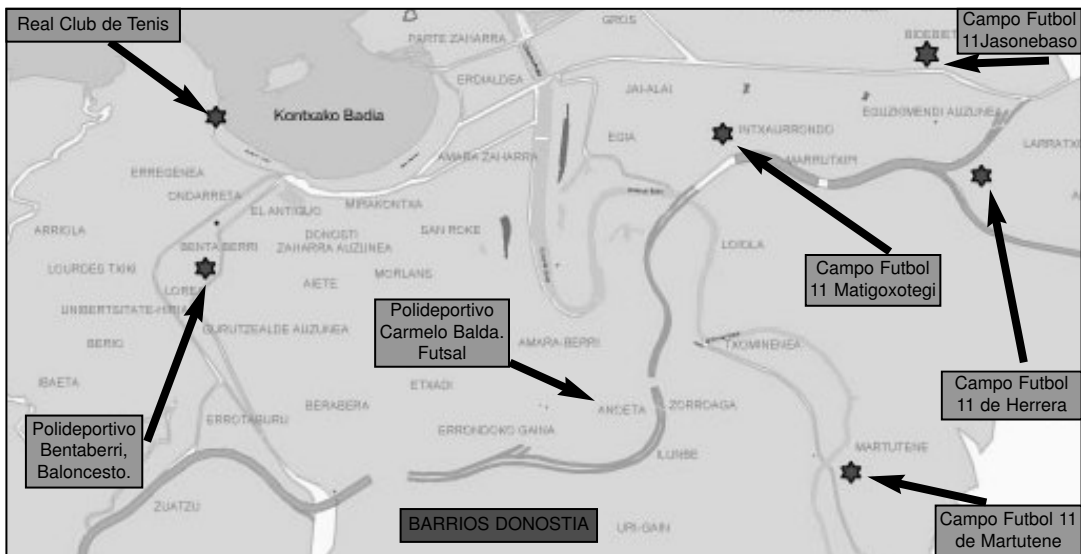 Real Club de Tenis
Campo Futbol
11Jasonebaso
PARTE ZAHARRA
GROS
ERDIALDEA
JAI-ALAI
Kontxako Badia
EGUZKIMENDI AUZUNEA
EGIA
INTXAURRONDO
LARRATXO
AMARA ZAHARRA
MARRUTXIPI
ERREGENEA
ONDARRETA
EL ANTIGUO
MIRAKONTXA
ARRIOLA
SAN ROKE
DONOSTI
ZAHARRA AUZUNEA
BENTA BERRI
LOIOLA
LOURDES TXIKI
MORLANS
AIETE
LOREA
Campo Futbol
11 Matigoxotegi
UNIBERTSITATE-HIRIA
GURUTZEALDE AUZUNEA
Polideportivo
Carmelo Balda.
Futsal
BERIO
AMARA-BERRI
TXOMINENEA
IBAETA
ETXADI
BERABERA
ANOETA
ZORROAGA
Campo Futbol
11 de Herrera
ERROTABURU
ERRONDOKO GAINA
Polideportivo
Bentaberri,
Baloncesto.
ILUNBE
MARTUTENE
ZUATZU
BARRIOS DONOSTIA
URI-GAIN
Campo Futbol 11
de Martutene